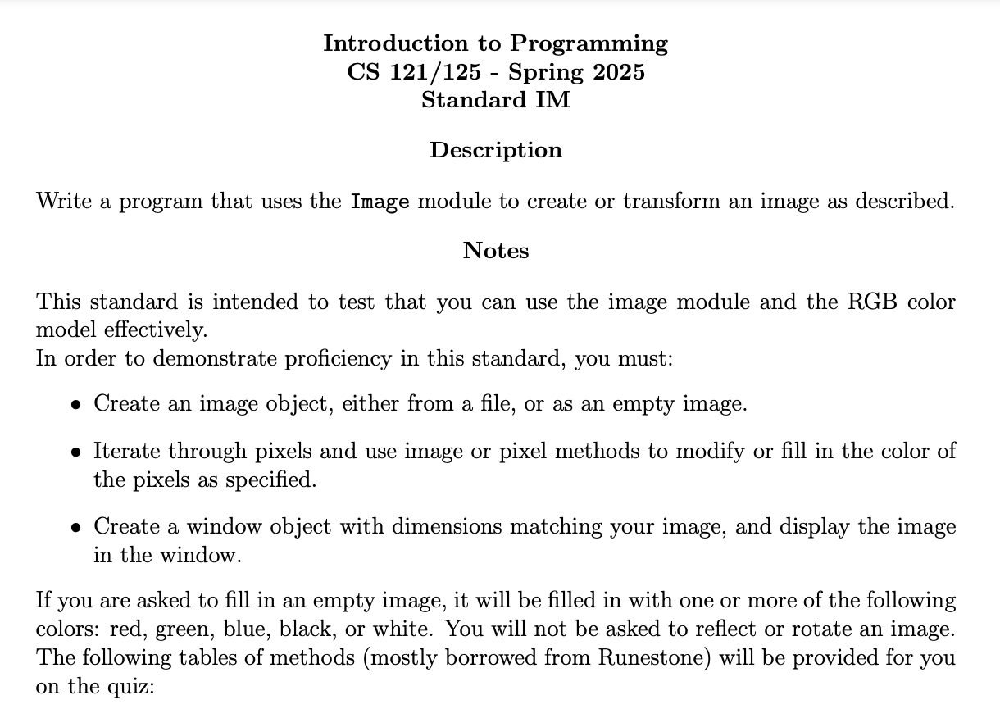 Introduction to Programming
CS 121/125 - Spring 2025
Standard IM
Description
Write a program that uses the Image module to create or transform an image as described.
Notes
This standard is intended to test that you can use the image module and the RGB color
model effectively.
In order to demonstrate proficiency in this standard, you must:
• Create an image object, either from a file, or as an empty image.
• Iterate through pixels and use image or pixel methods to modify or fill in the color of
the pixels as specified.
• Create a window object with dimensions matching your image, and display the image
in the window.
If you are asked to fill in an empty image, it will be filled in with one or more of the following
colors: red, green, blue, black, or white. You will not be asked to reflect or rotate an image.
The following tables of methods (mostly borrowed from Runestone) will be provided for you
on the quiz: